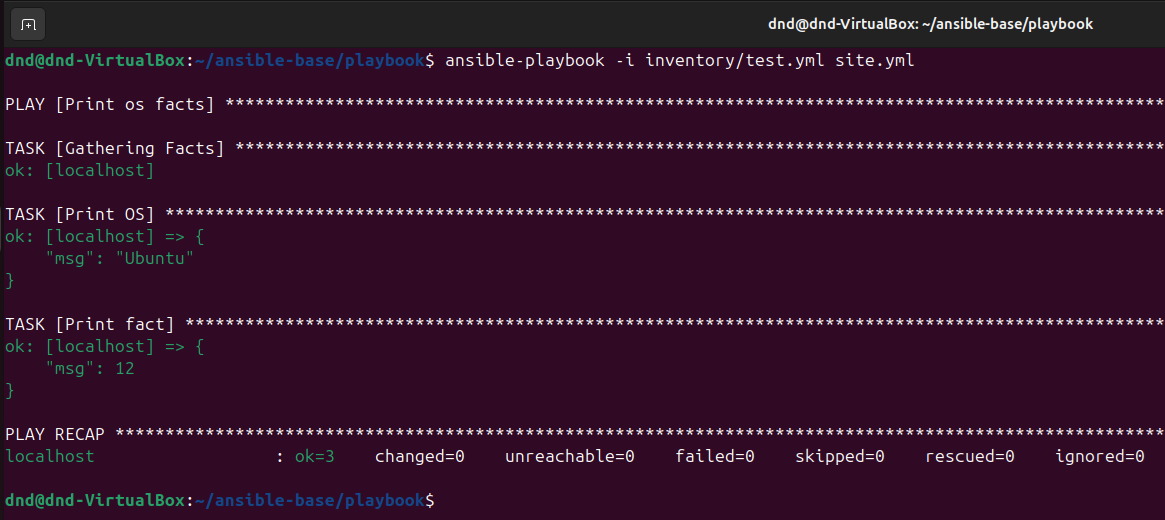 dnd@dnd-VirtualBox: ~/ansible-base/playbook
dnd@dnd-VirtualBox:~/ansible-base/playbook$ ansible-playbook -i inventory/test.yml site.yml
PLAY [Print os facts] **********************************************************************************************
TASK [Gathering Facts] *********************************************************************************************
ok: [localhost]
TASK [Print OS] ****************************************************************************************************
ok: [localhost] => {
    "msg": "Ubuntu"
}
TASK [Print fact] **************************************************************************************************
ok: [localhost] => {
    "msg": 12
}
PLAY RECAP *********************************************************************************************************
localhost                  : ok=3    changed=0    unreachable=0    failed=0    skipped=0    rescued=0    ignored=0
dnd@dnd-VirtualBox:~/ansible-base/playbook$